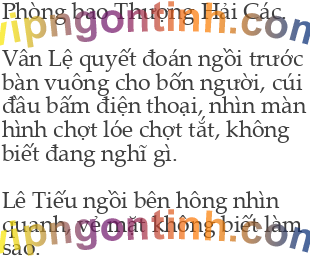 Phòng bao Thượng Hải Các.
vipngontinh.com
Vân Lệ quyết đoán ngồi trước
bàn vuông cho bốn người, cúi
đầu bấm điện thoại, nhìn màn
hình chợt lóe chợt tắt, không
biết đang nghĩ gì.
Lê Tiếu ngồi bên hông nhìn
quanh, vẻ mặt không biết làm
sao.
vipngontinh.com